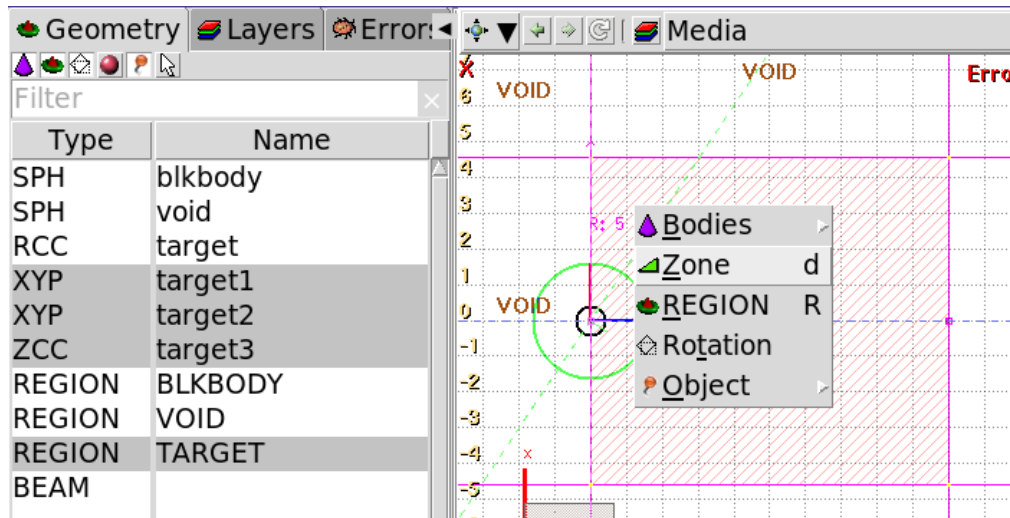 Geometry Layers Error:
Media
Filter
Type Name
SPH blkbody
SPH void
RCC target
XYP target1
XYP target2
ZCC target3
REGION BLKBODY
REGION VOID
REGION TARGET
BEAM
X
VOID
VOID
Erro
6
5
4
3
2
1
0
-1
-2
-3
-4
-5
R: 5
VOID
x
Bodies
Zone d
REGION R
Rotation
Object